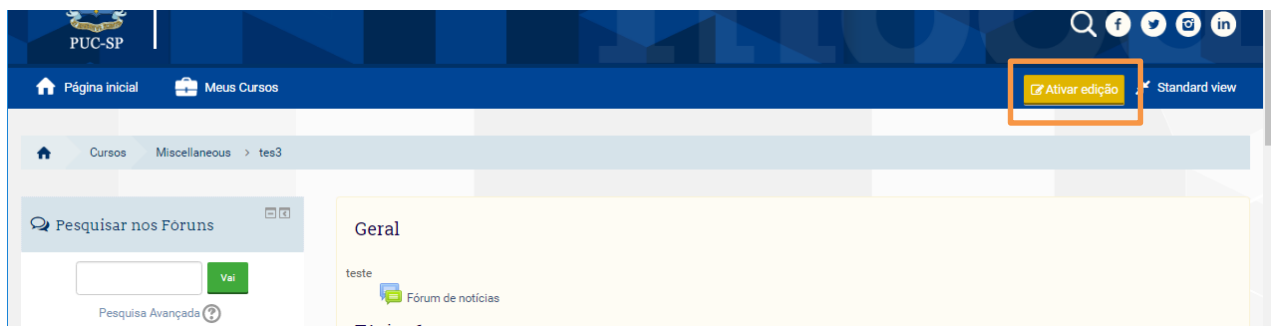 PUC-SP
Página inicial
Meus Cursos
Ativar edição
Standard view
Cursos Miscellaneous > tes3
Pesquisar nos Fóruns
Vai
Pesquisa Avançada
Geral
teste
Fórum de notícias